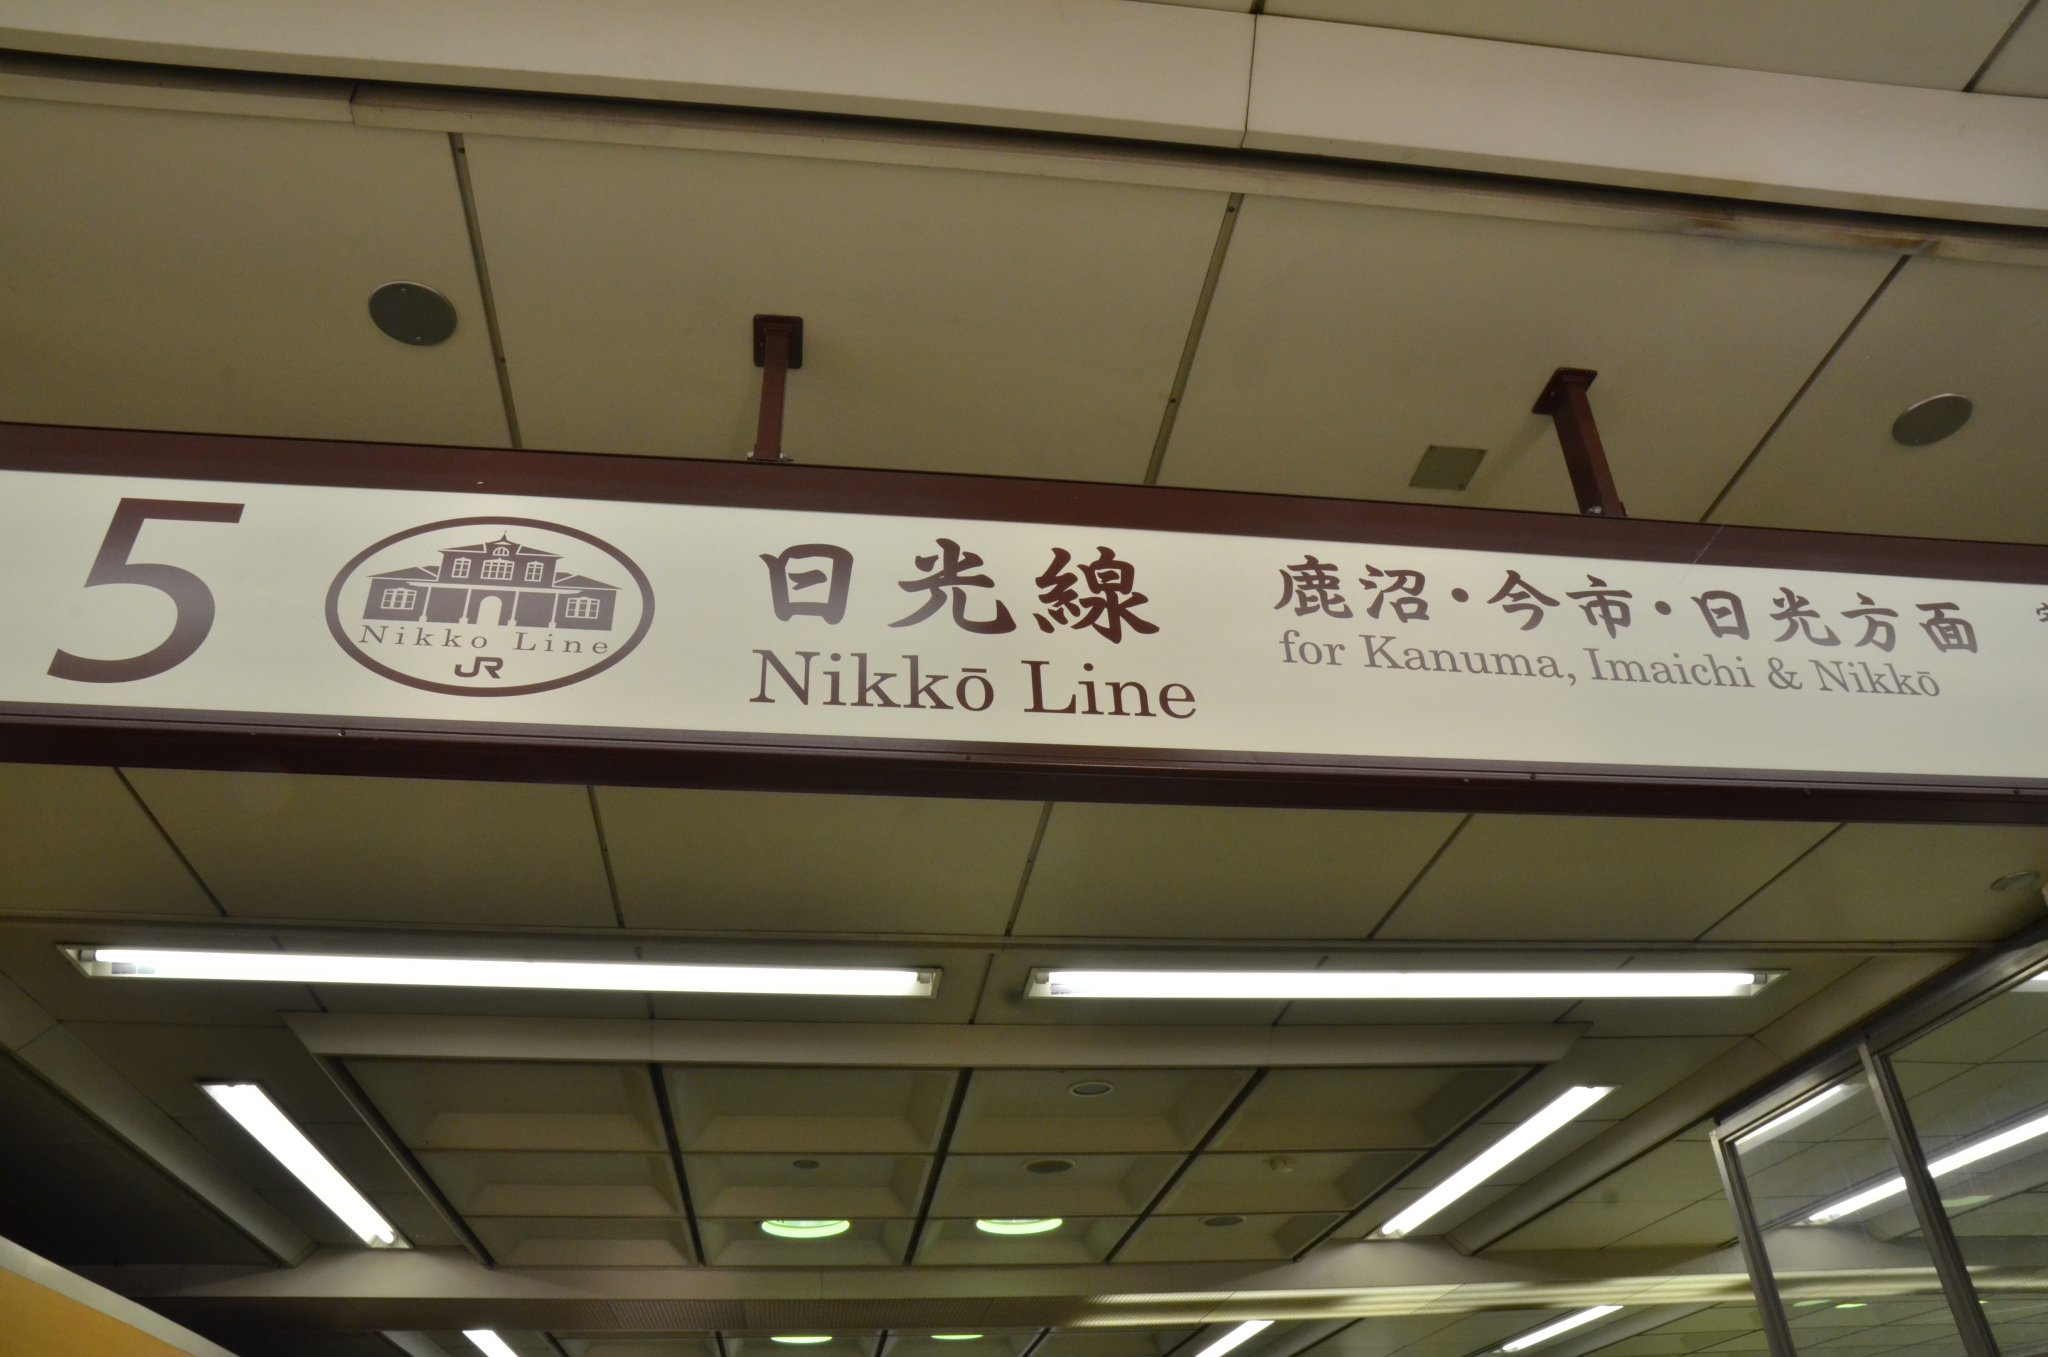 5
Nikko Line
JR
日光線
Nikkō Line
鹿沼・今市・日光方面
for Kanuma, Imaichi & Nikkō